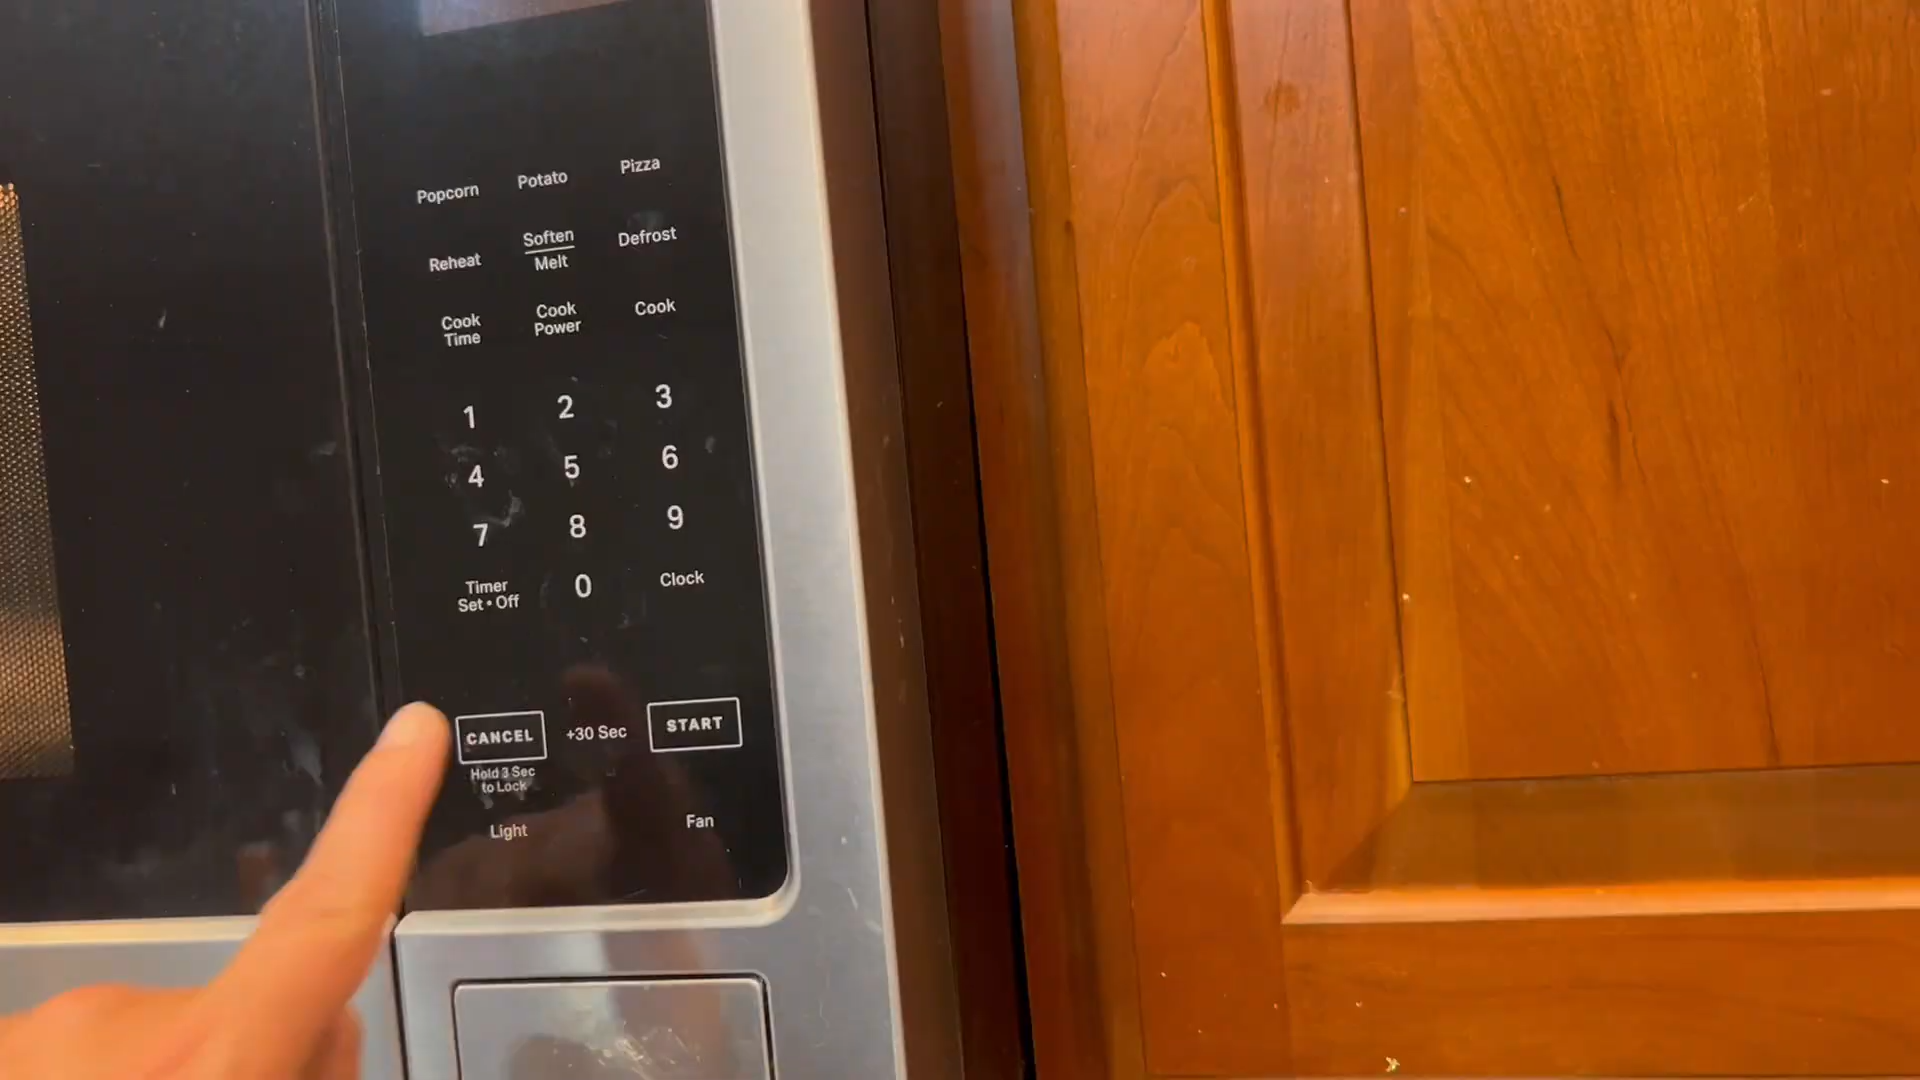 Popcorn
Potato
Pizza
Reheat
Soften
Melt
Defrost
Cook
Time
Cook
Power
Cook
1
2
3
4
5
6
7
8
9
Timer
Set • Off
0
Clock
CANCEL
Hold 3 Sec
to Lock
+30 Sec
START
Light
Fan